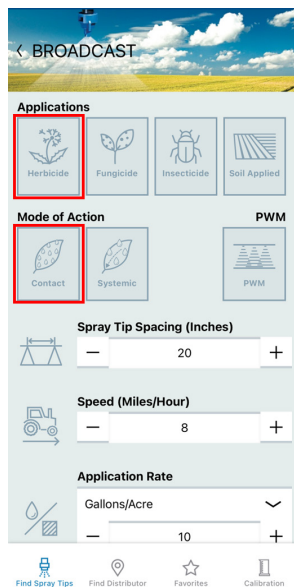 < BROADCAST
Applications
Herbicide Fungicide Insecticide Soil Applied
Mode of Action PWM
Contact Systemic PWM
Spray Tip Spacing (Inches)
— 20 +
Speed (Miles/Hour)
— 8 +
Application Rate
Gallons/Acre
— 10 +
Find Spray Tips Find Distributor Favorites Calibration